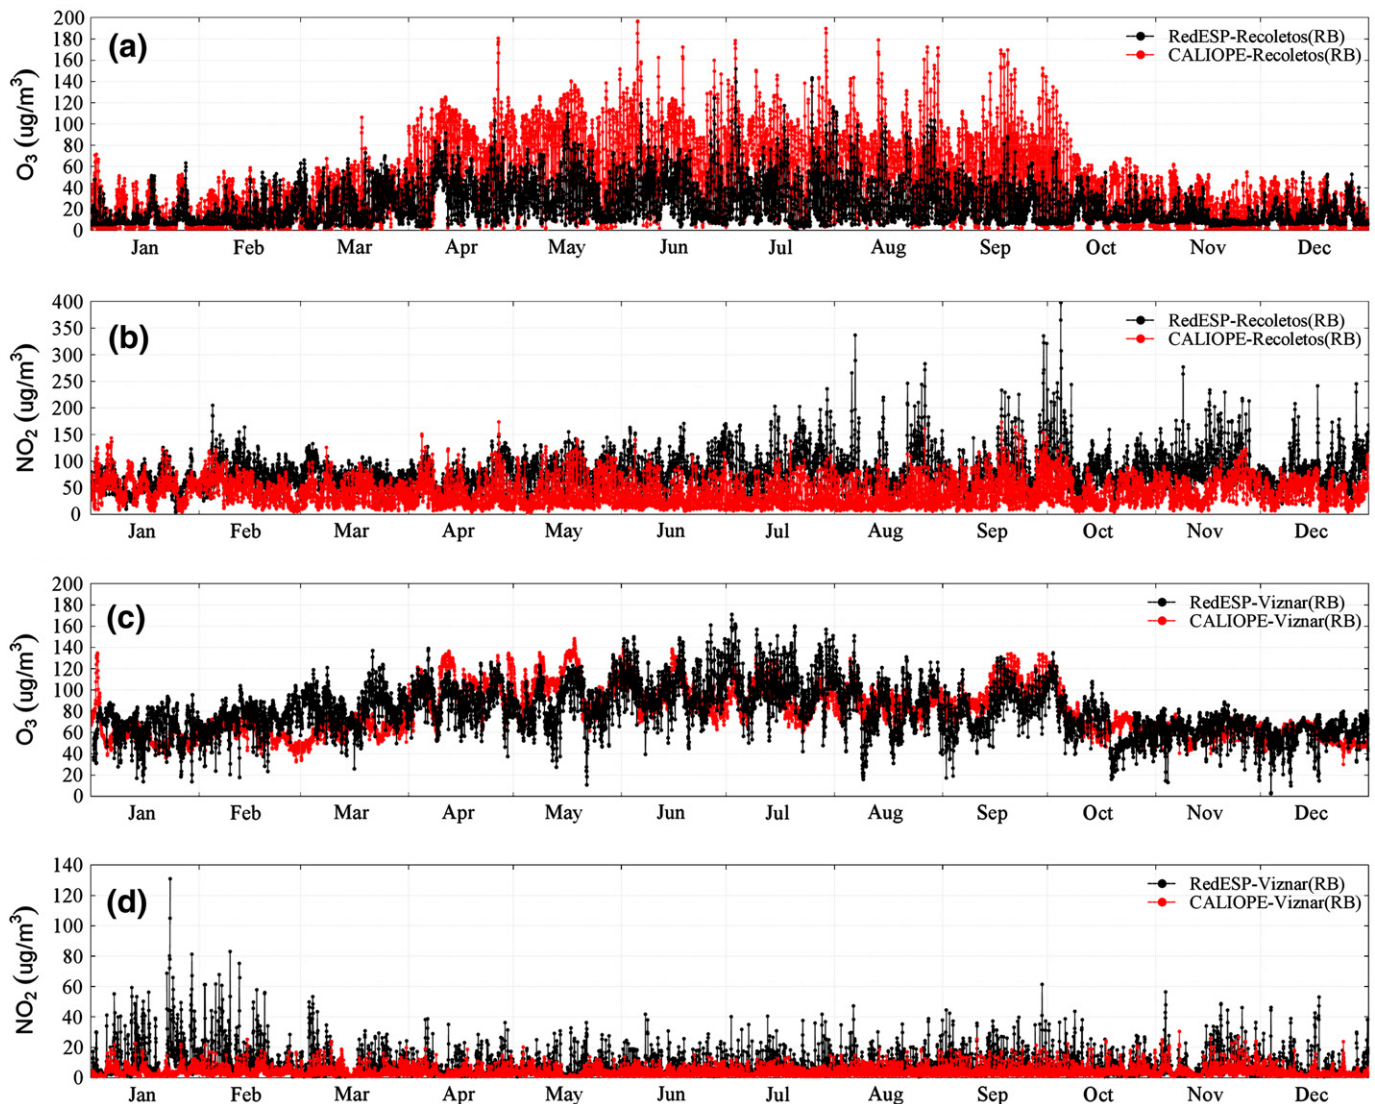 (a)
O3 (ug/m3)
200
180
160
140
120
100
80
60
40
20
0
RedESP-Recoletos(RB)
CALIOPE-Recoletos(RB)
Jan Feb Mar Apr May Jun Jul Aug Sep Oct Nov Dec
(b)
NO2 (ug/m3)
400
350
300
250
200
150
100
50
0
RedESP-Recoletos(RB)
CALIOPE-Recoletos(RB)
Jan Feb Mar Apr May Jun Jul Aug Sep Oct Nov Dec
(c)
O3 (ug/m3)
200
180
160
140
120
100
80
60
40
20
0
RedESP-Viznar(RB)
CALIOPE-Viznar(RB)
Jan Feb Mar Apr May Jun Jul Aug Sep Oct Nov Dec
(d)
NO2 (ug/m3)
140
120
100
80
60
40
20
0
RedESP-Viznar(RB)
CALIOPE-Viznar(RB)
Jan Feb Mar Apr May Jun Jul Aug Sep Oct Nov Dec